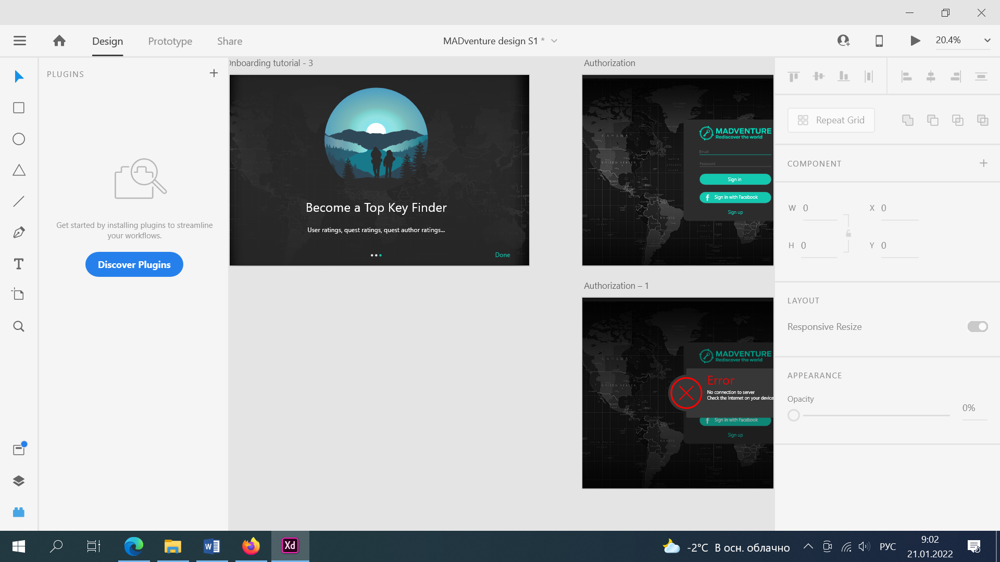 Design
Prototype
Share
MADventure design S1 *
20.4%
PLUGINS
Get started by installing plugins to streamline
your workflows.
Discover Plugins
Onboarding tutorial - 3
Become a Top Key Finder
User ratings, quest ratings, quest author ratings...
Done
Authorization
CANADA
UNITED STATES
BRAZIL
MADVENTURE
Rediscover the world
Email
Password
Sign in
f Sign in with Facebook
Sign up
Authorization – 1
CANADA
UNITED STATES
BRAZIL
MADVENTURE
Rediscover the world
Error
No connection to server
Check the Internet on your device
f Sign in with Facebook
Sign up
Repeat Grid
COMPONENT
W 0
X 0
H 0
Y 0
LAYOUT
Responsive Resize
APPEARANCE
Opacity
0%
W
Xd
-2°C В осн. облачно
РУС
9:02
21.01.2022